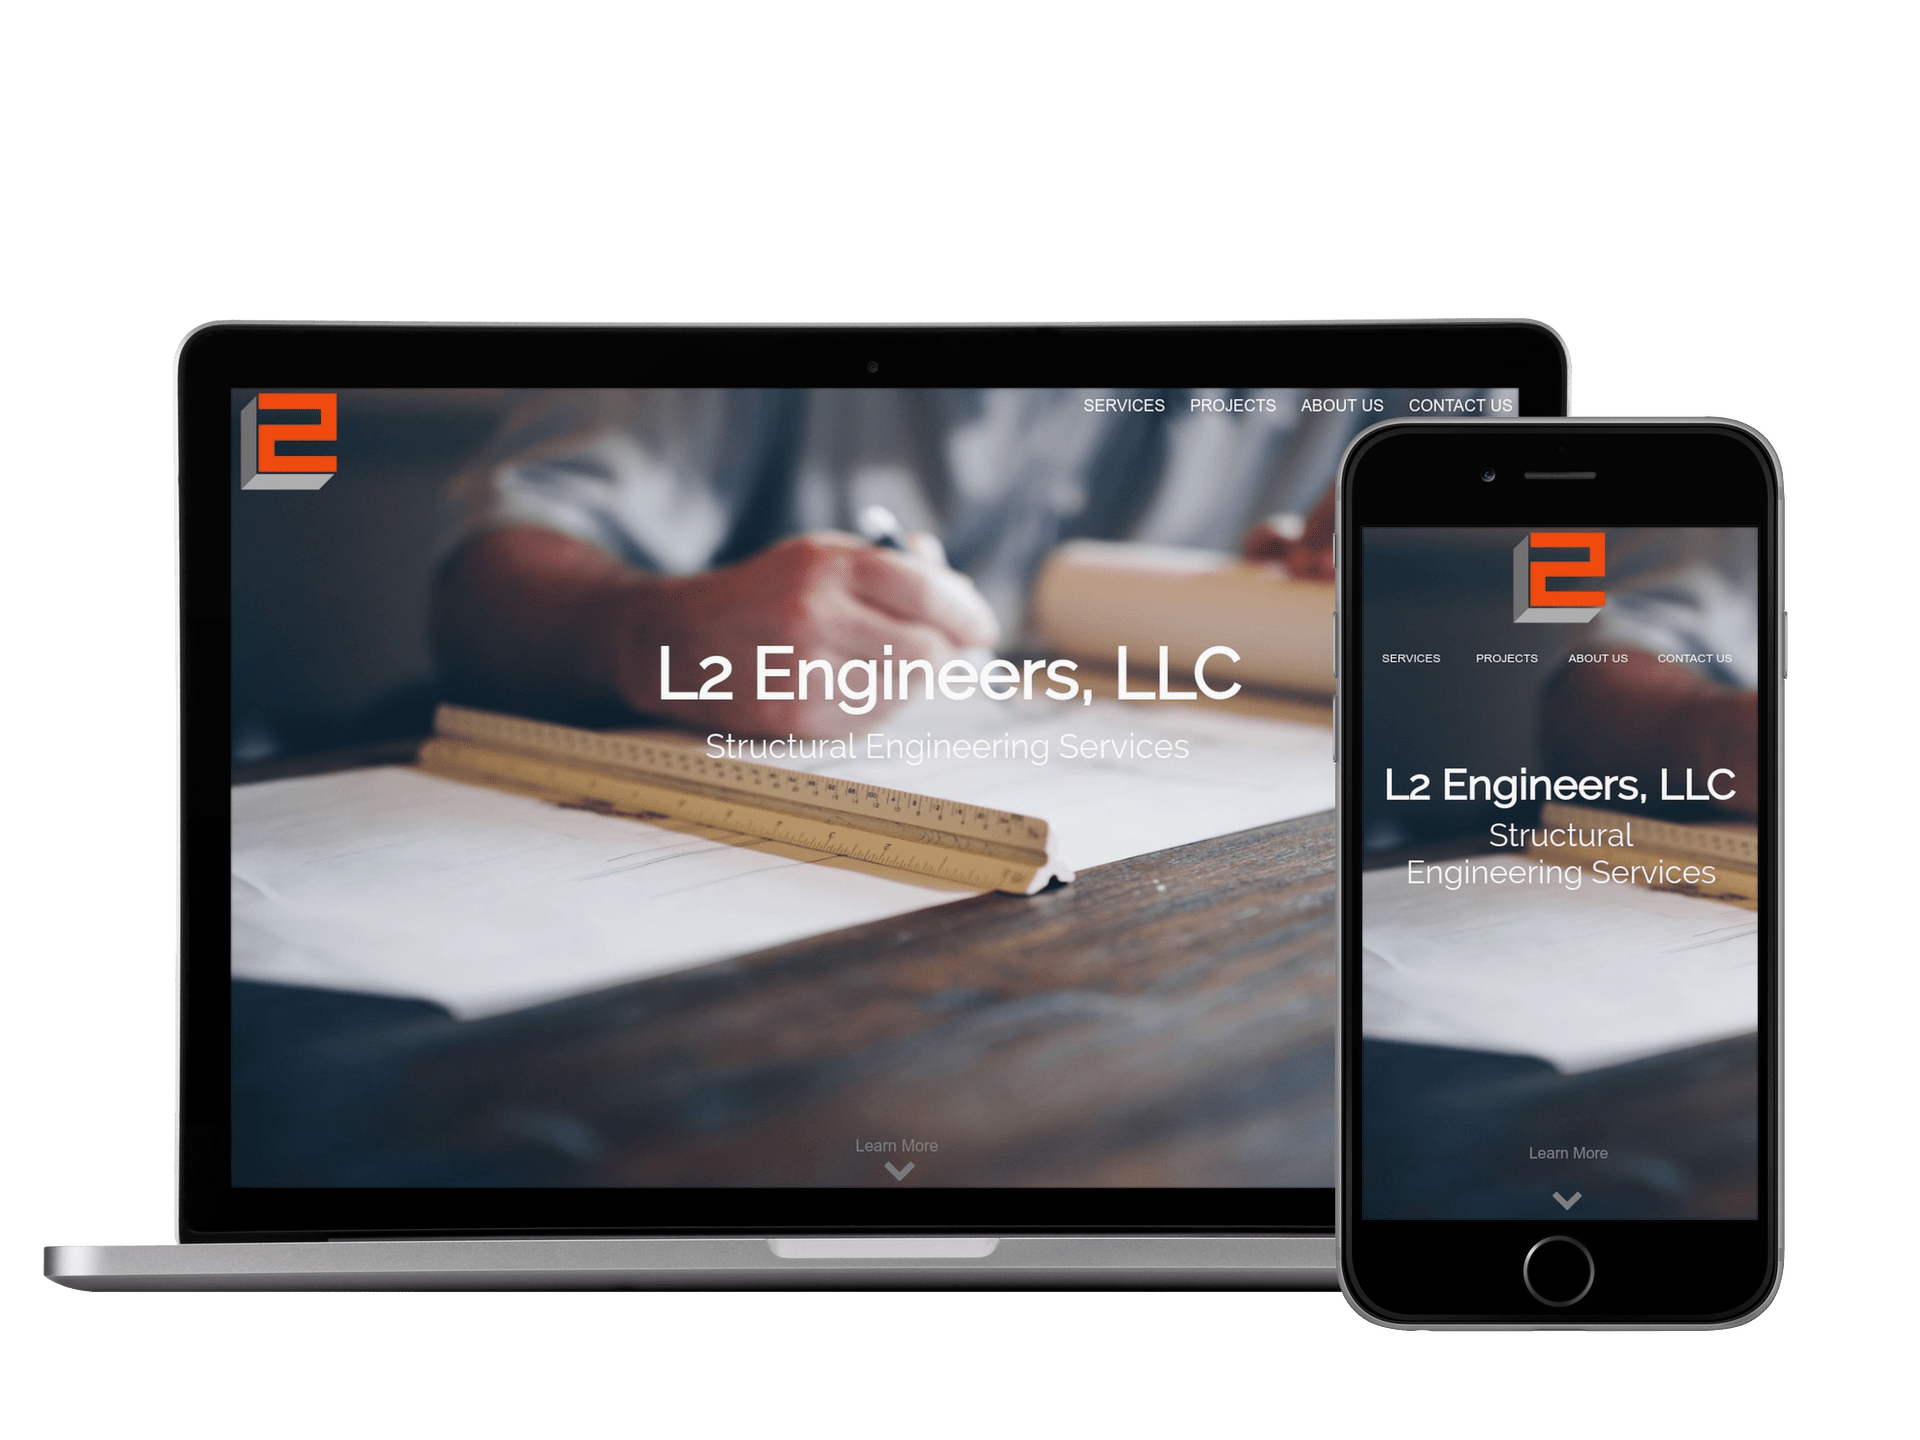 SERVICES PROJECTS ABOUT US CONTACT US
L2 Engineers, LLC
Structural Engineering Services
Learn More
SERVICES PROJECTS ABOUT US CONTACT US
L2 Engineers, LLC
Structural
Engineering Services
Learn More